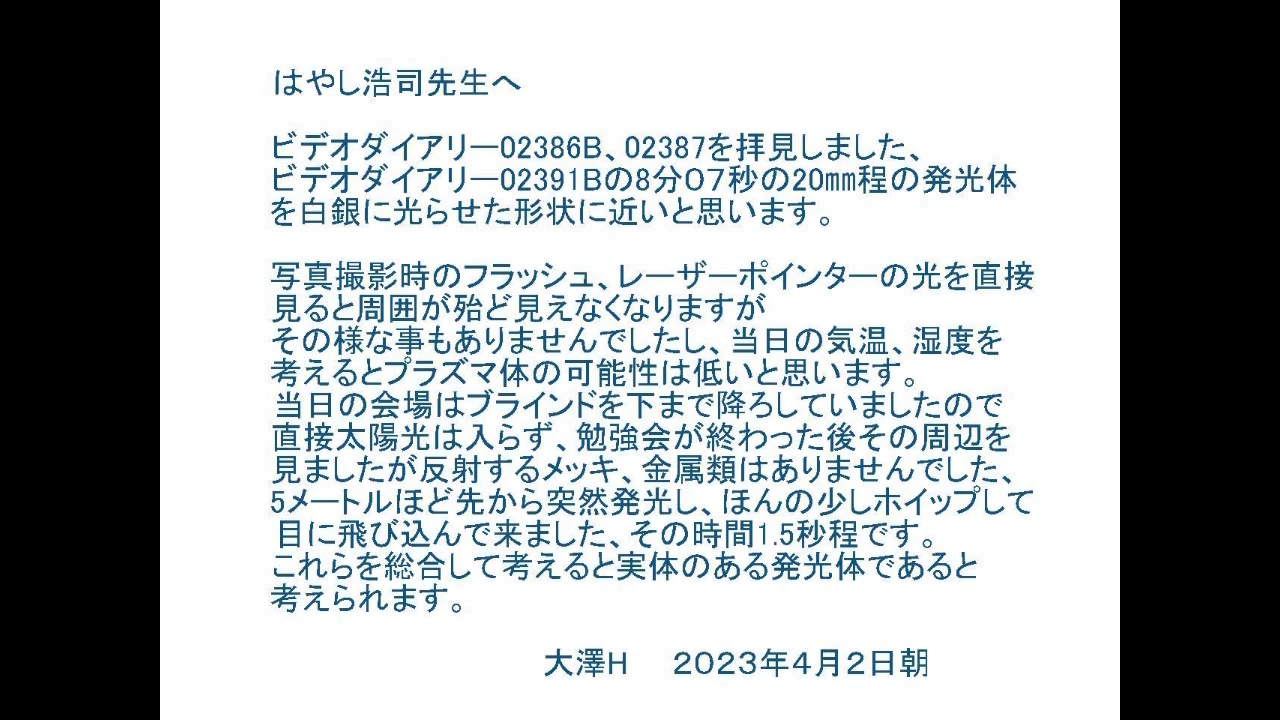 はやし浩司先生へ
ビデオダイアリー02386B、02387を拝見しました、
ビデオダイアリー02391Bの8分０７秒の20㎜程の発光体
を白銀に光らせた形状に近いと思います。
写真撮影時のフラッシュ、レーザーポインターの光を直接
見ると周囲が殆ど見えなくなりますが
その様な事もありませんでしたし、当日の気温、湿度を
考えるとプラズマ体の可能性は低いと思います。
当日の会場はブラインドを下まで降ろしていましたので
直接太陽光は入らず、勉強会が終わった後その周辺を
見ましたが反射するメッキ、金属類はありませんでした、
5メートルほど先から突然発光し、ほんの少しホイップして
目に飛び込んで来ました、その時間1.5秒程です。
これらを総合して考えると実体のある発光体であると
考えられます。
大澤H　2023年４月２日朝